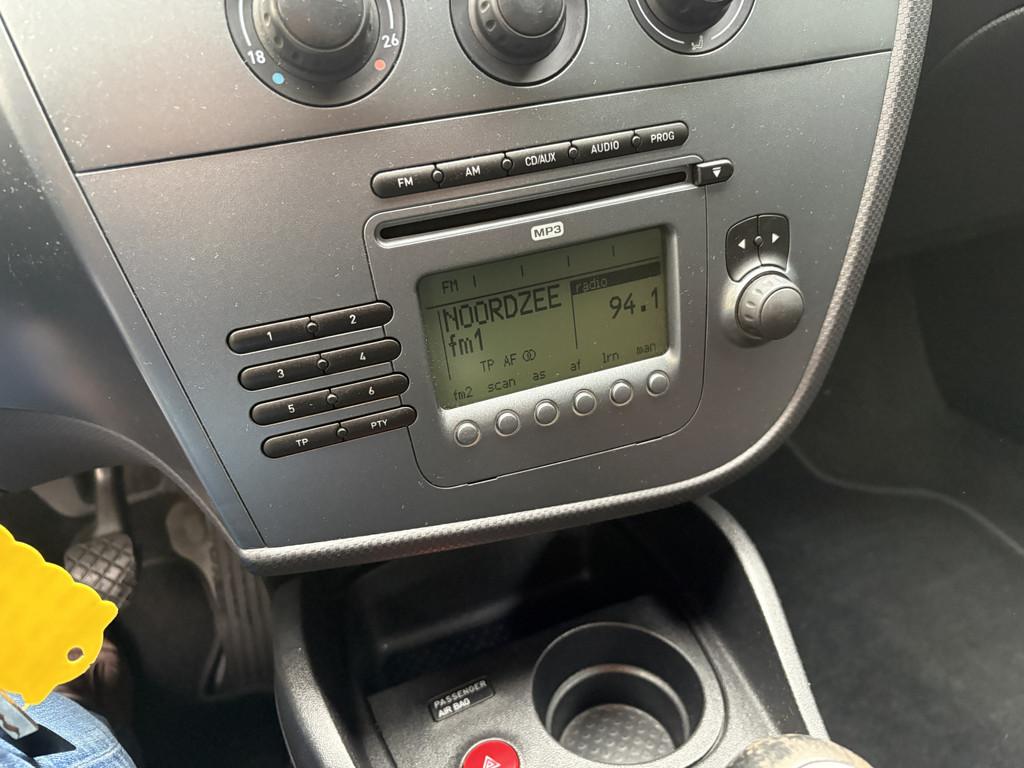 18 26
FM AM CD/AUX AUDIO PROG
MP3
FM
radio
NOORDZEE
94.1
fm1
TP AF
fm2 scan as af lrn man
1 2
3 4
5 6
TP PTY
PASSENGER
AIR BAG